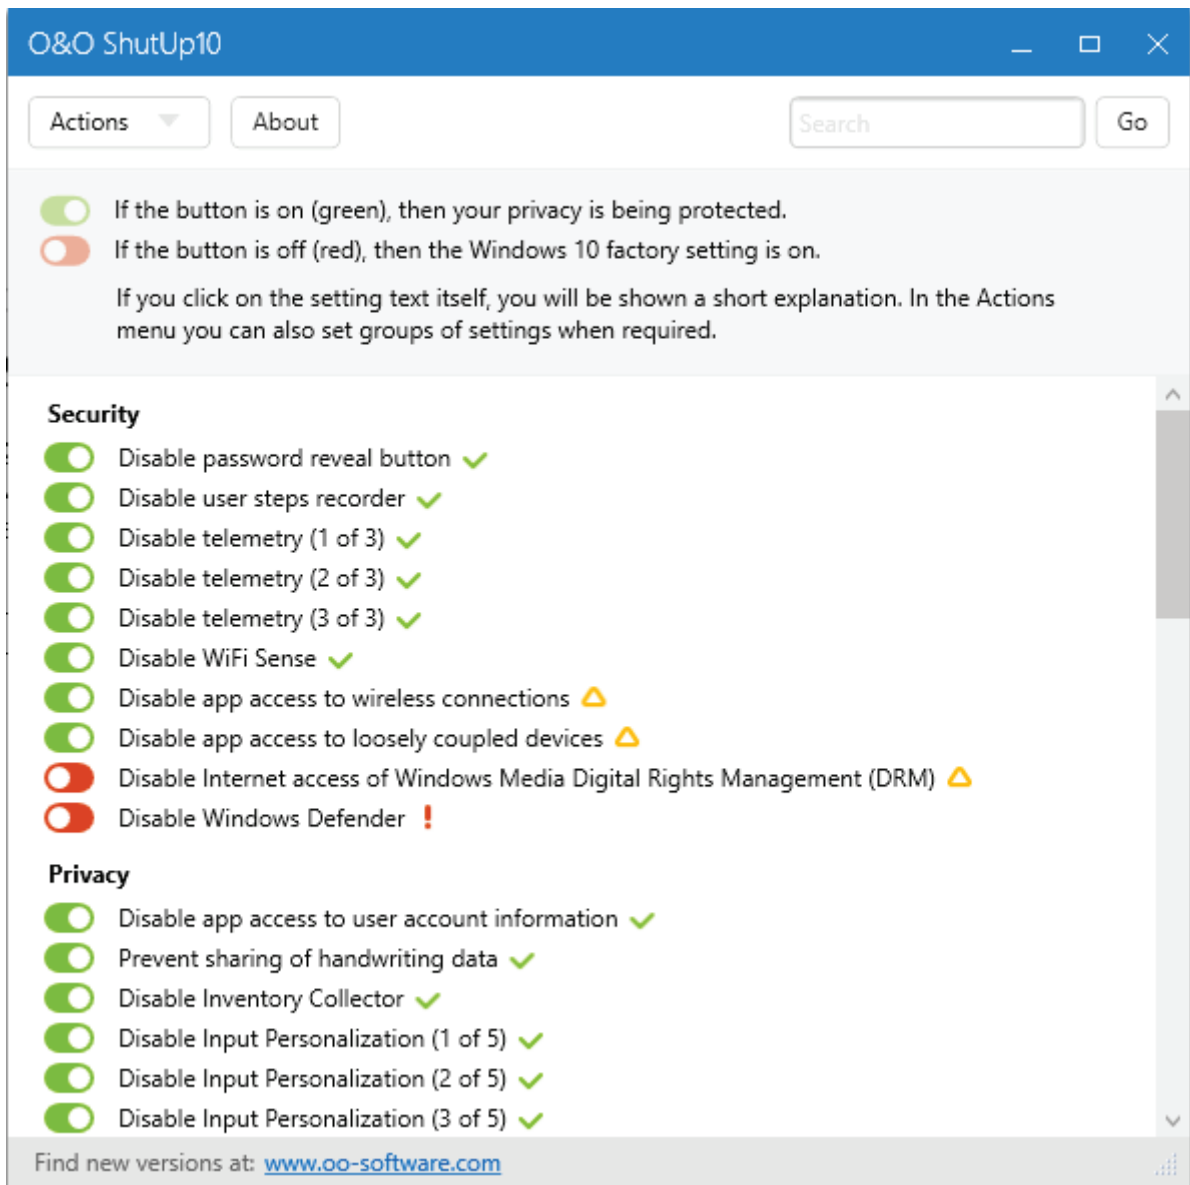 O&O ShutUp10
Actions
About
Search
Go
If the button is on (green), then your privacy is being protected.
If the button is off (red), then the Windows 10 factory setting is on.
If you click on the setting text itself, you will be shown a short explanation. In the Actions
menu you can also set groups of settings when required.
Security
Disable password reveal button
Disable user steps recorder
Disable telemetry (1 of 3)
Disable telemetry (2 of 3)
Disable telemetry (3 of 3)
Disable WiFi Sense
Disable app access to wireless connections
Disable app access to loosely coupled devices
Disable Internet access of Windows Media Digital Rights Management (DRM)
Disable Windows Defender !
Privacy
Disable app access to user account information
Prevent sharing of handwriting data
Disable Inventory Collector
Disable Input Personalization (1 of 5)
Disable Input Personalization (2 of 5)
Disable Input Personalization (3 of 5)
Find new versions at: www.oo-software.com